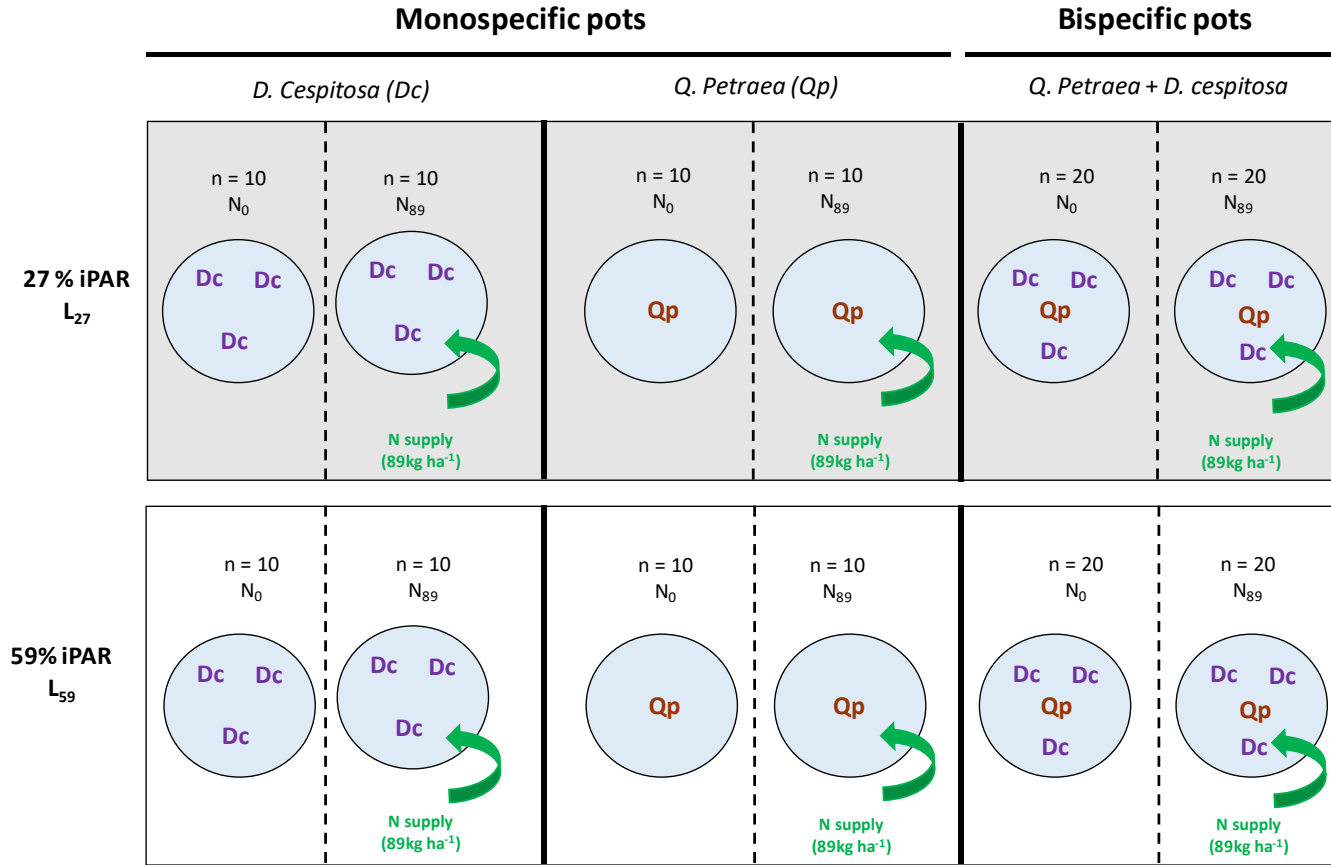 Monospecific pots
Bispecific pots
D. Cespitosa (Dc)
Q. Petraea (Qp)
Q. Petraea + D. cespitosa
27 % iPAR
L27
n = 10
N0
Dc Dc
Dc
n = 10
N89
Dc Dc
Dc
N supply
(89kg ha-1)
n = 10
N0
Qp
n = 10
N89
Qp
N supply
(89kg ha-1)
n = 20
N0
Dc Dc
Qp
Dc
n = 20
N89
Dc Dc
Qp
Dc
N supply
(89kg ha-1)
59% iPAR
L59
n = 10
N0
Dc Dc
Dc
n = 10
N89
Dc Dc
Dc
N supply
(89kg ha-1)
n = 10
N0
Qp
n = 10
N89
Qp
N supply
(89kg ha-1)
n = 20
N0
Dc Dc
Qp
Dc
n = 20
N89
Dc Dc
Qp
Dc
N supply
(89kg ha-1)